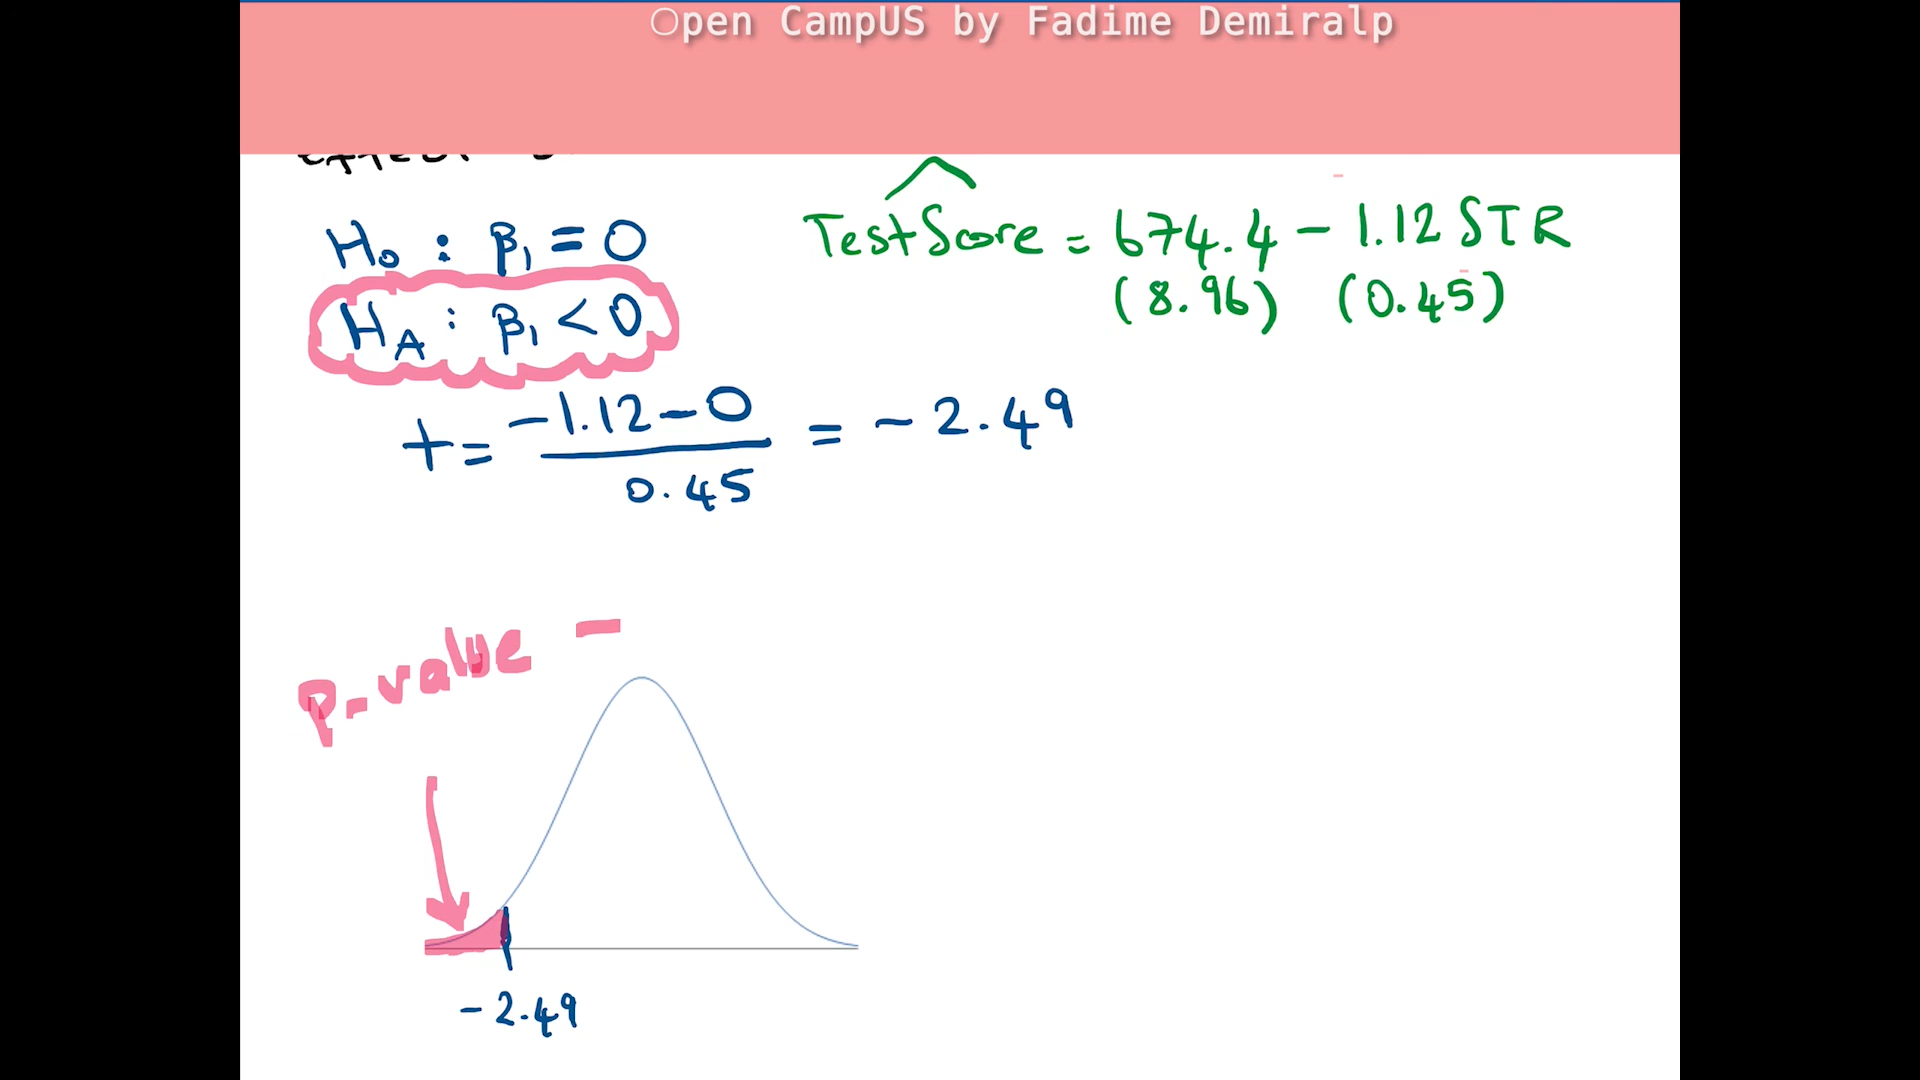 Open CampUS by Fadime Demiralp
H₀ : β₁ = 0
H_A : β₁ < 0
TestScore = 674.4 - 1.12 STR
(8.96) (0.45)
t = -1.12-0 / 0.45 = -2.49
P-value -
-2.49